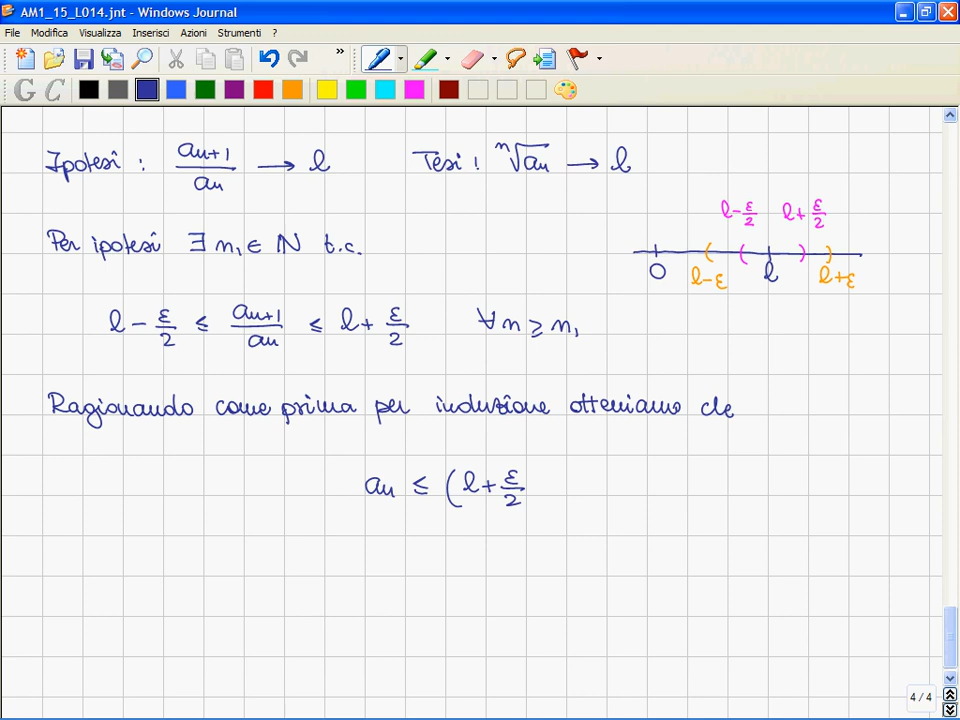 AM1_15_L014.jnt - Windows Journal
File Modifica Visualizza Inserisci Azioni Strumenti ?
Ipotesi : a_{n+1}/a_n → l Tesi : ⁿ√a_n → l
l-ε/2 l+ε/2
Per ipotesi ∃ n₁ ∈ ℕ t.c.
0 l-ε l l+ε
l - ε/2 ≤ a_{n+1}/a_n ≤ l + ε/2 ∀ n ≥ n₁
Ragionando come prima per induzione otteniamo che
a_n ≤ (l + ε/2
4 / 4